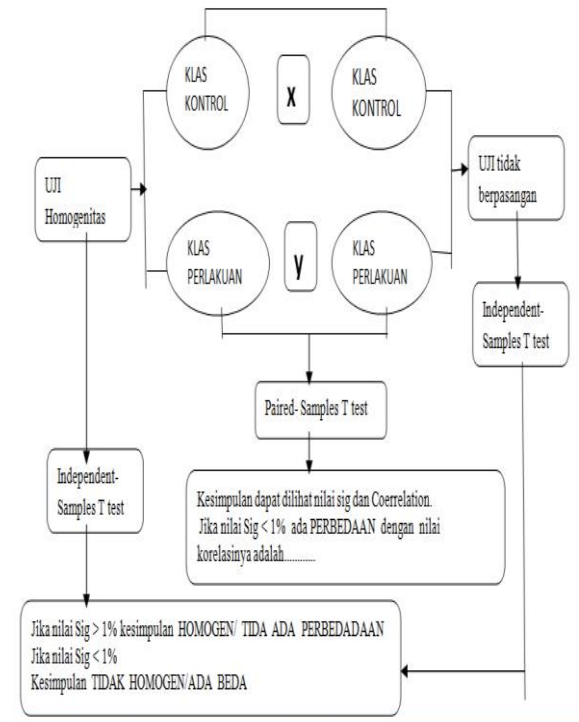 KLAS
KONTROL
x
KLAS
KONTROL
UJI
Homogenitas
UJI tidak
berpasangan
KLAS
PERLAKUAN
y
KLAS
PERLAKUAN
Independent-
Samples T test
Paired- Samples T test
Independent-
Samples T test
Kesimpulan dapat dilihat nilai sig dan Coerrelation.
Jika nilai Sig < 1% ada PERBEDAAN dengan nilai
korelasinya adalah............
Jika nilai Sig > 1% kesimpulan HOMOGEN/ TIDA ADA PERBEDADAAN
Jika nilai Sig < 1%
Kesimpulan TIDAK HOMOGEN/ADA BEDA